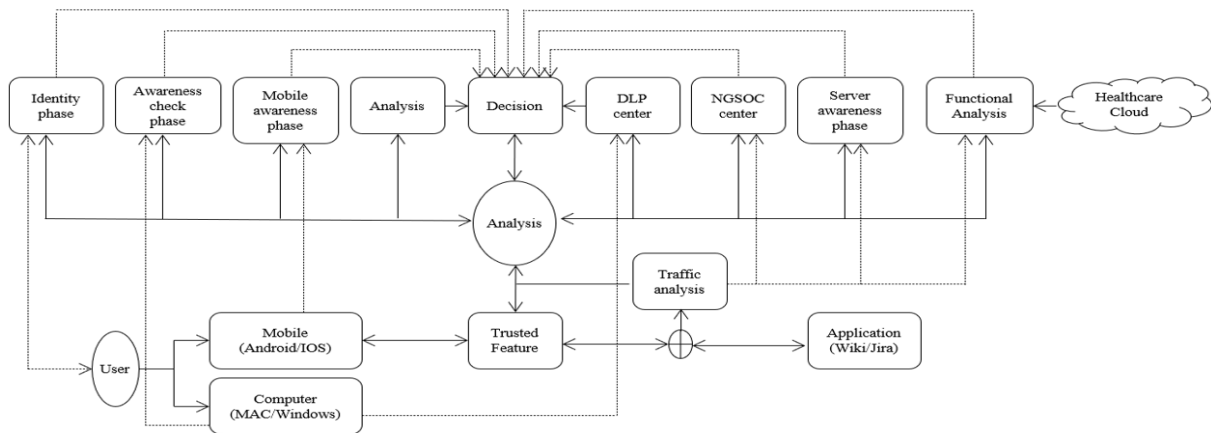 Identity
phase
Awareness
check
phase
Mobile
awareness
phase
Analysis
Decision
DLP
center
NGSOC
center
Server
awareness
phase
Functional
Analysis
Healthcare
Cloud
Analysis
Traffic
analysis
User
Mobile
(Android/IOS)
Trusted
Feature
Application
(Wiki/Jira)
Computer
(MAC/Windows)